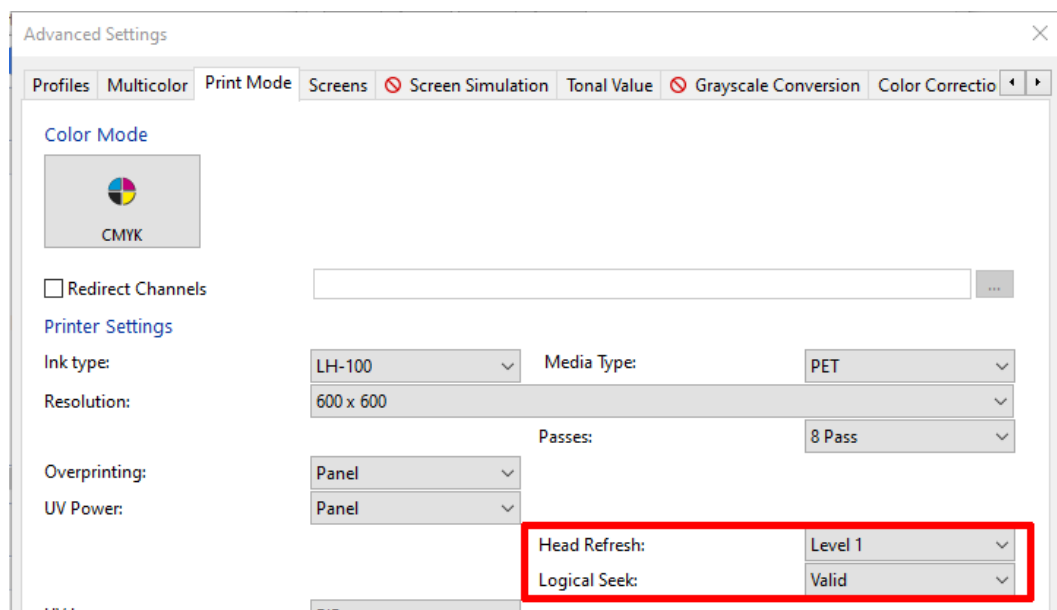 Advanced Settings
Profiles Multicolor Print Mode Screens Screen Simulation Tonal Value Grayscale Conversion Color Correctio
Color Mode
CMYK
Redirect Channels ...
Printer Settings
Ink type: LH-100 Media Type: PET
Resolution: 600 x 600
Passes: 8 Pass
Overprinting: Panel
UV Power: Panel
Head Refresh: Level 1
Logical Seek: Valid